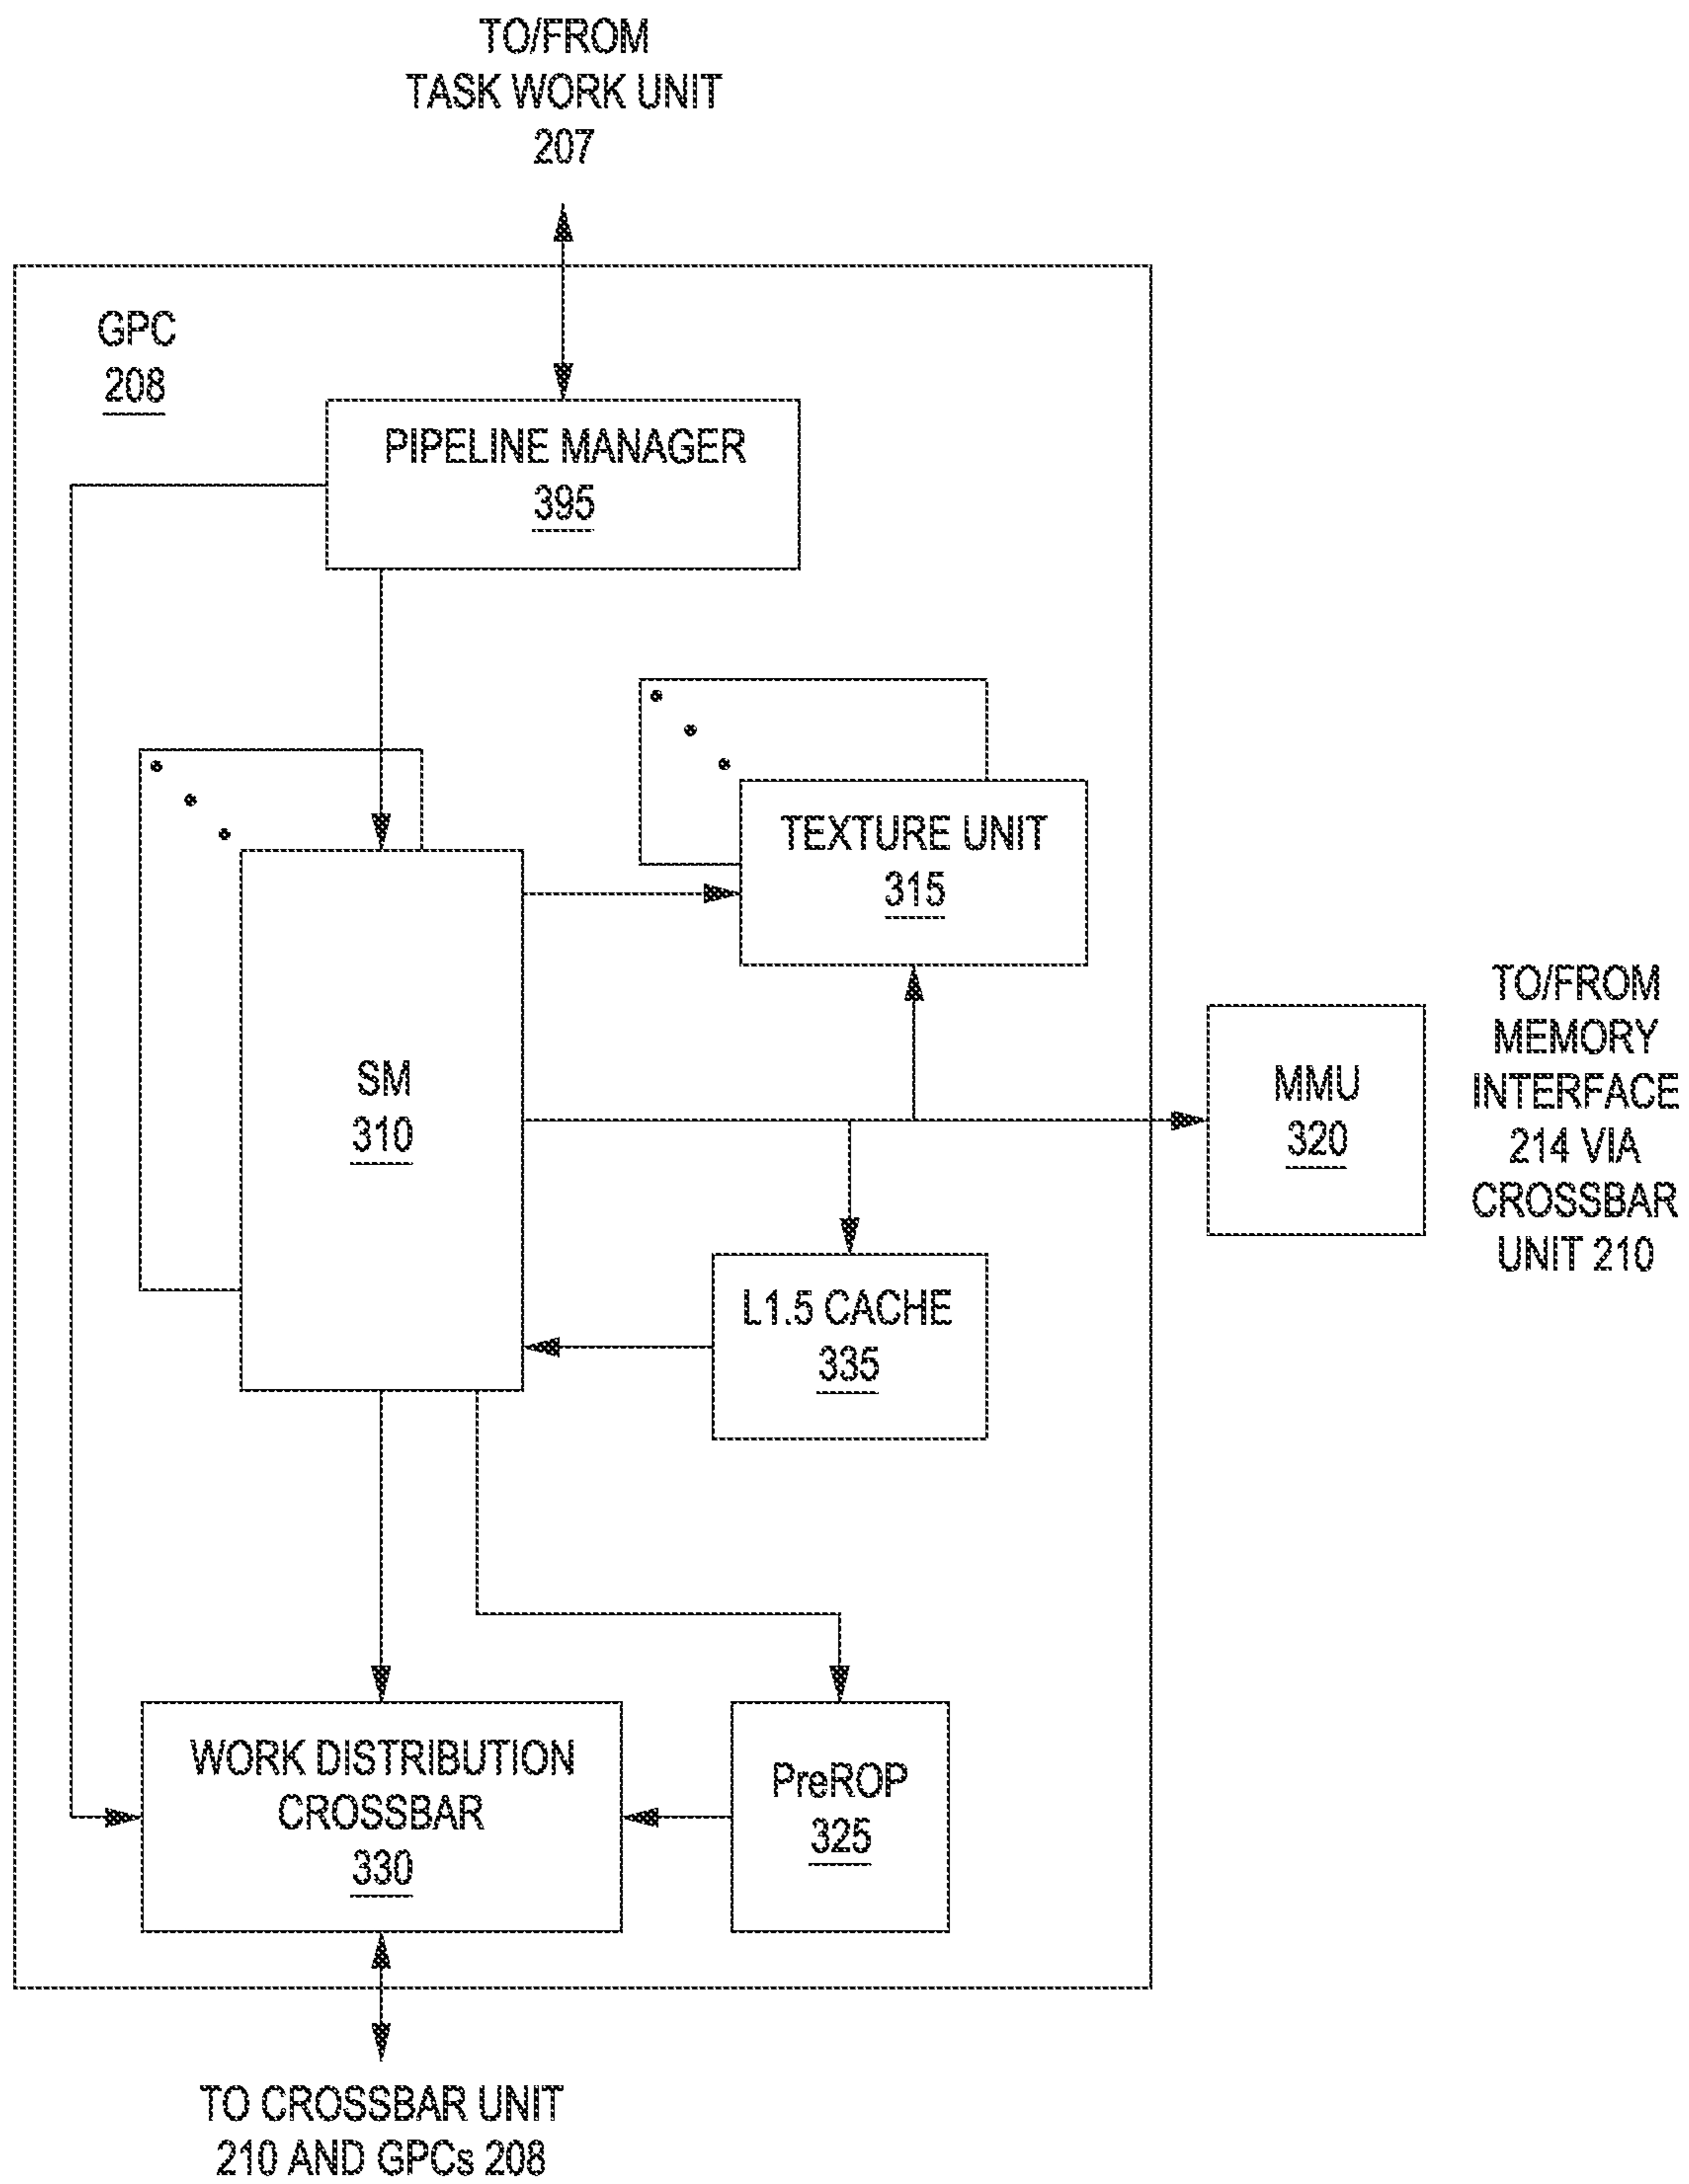 TO/FROM
TASK WORK UNIT
207
GPC
208
PIPELINE MANAGER
395
TEXTURE UNIT
315
SM
310
MMU
320
TO/FROM
MEMORY
INTERFACE
214 VIA
CROSSBAR
UNIT 210
L1.5 CACHE
335
WORK DISTRIBUTION
CROSSBAR
330
PreROP
325
TO CROSSBAR UNIT
210 AND GPCs 208